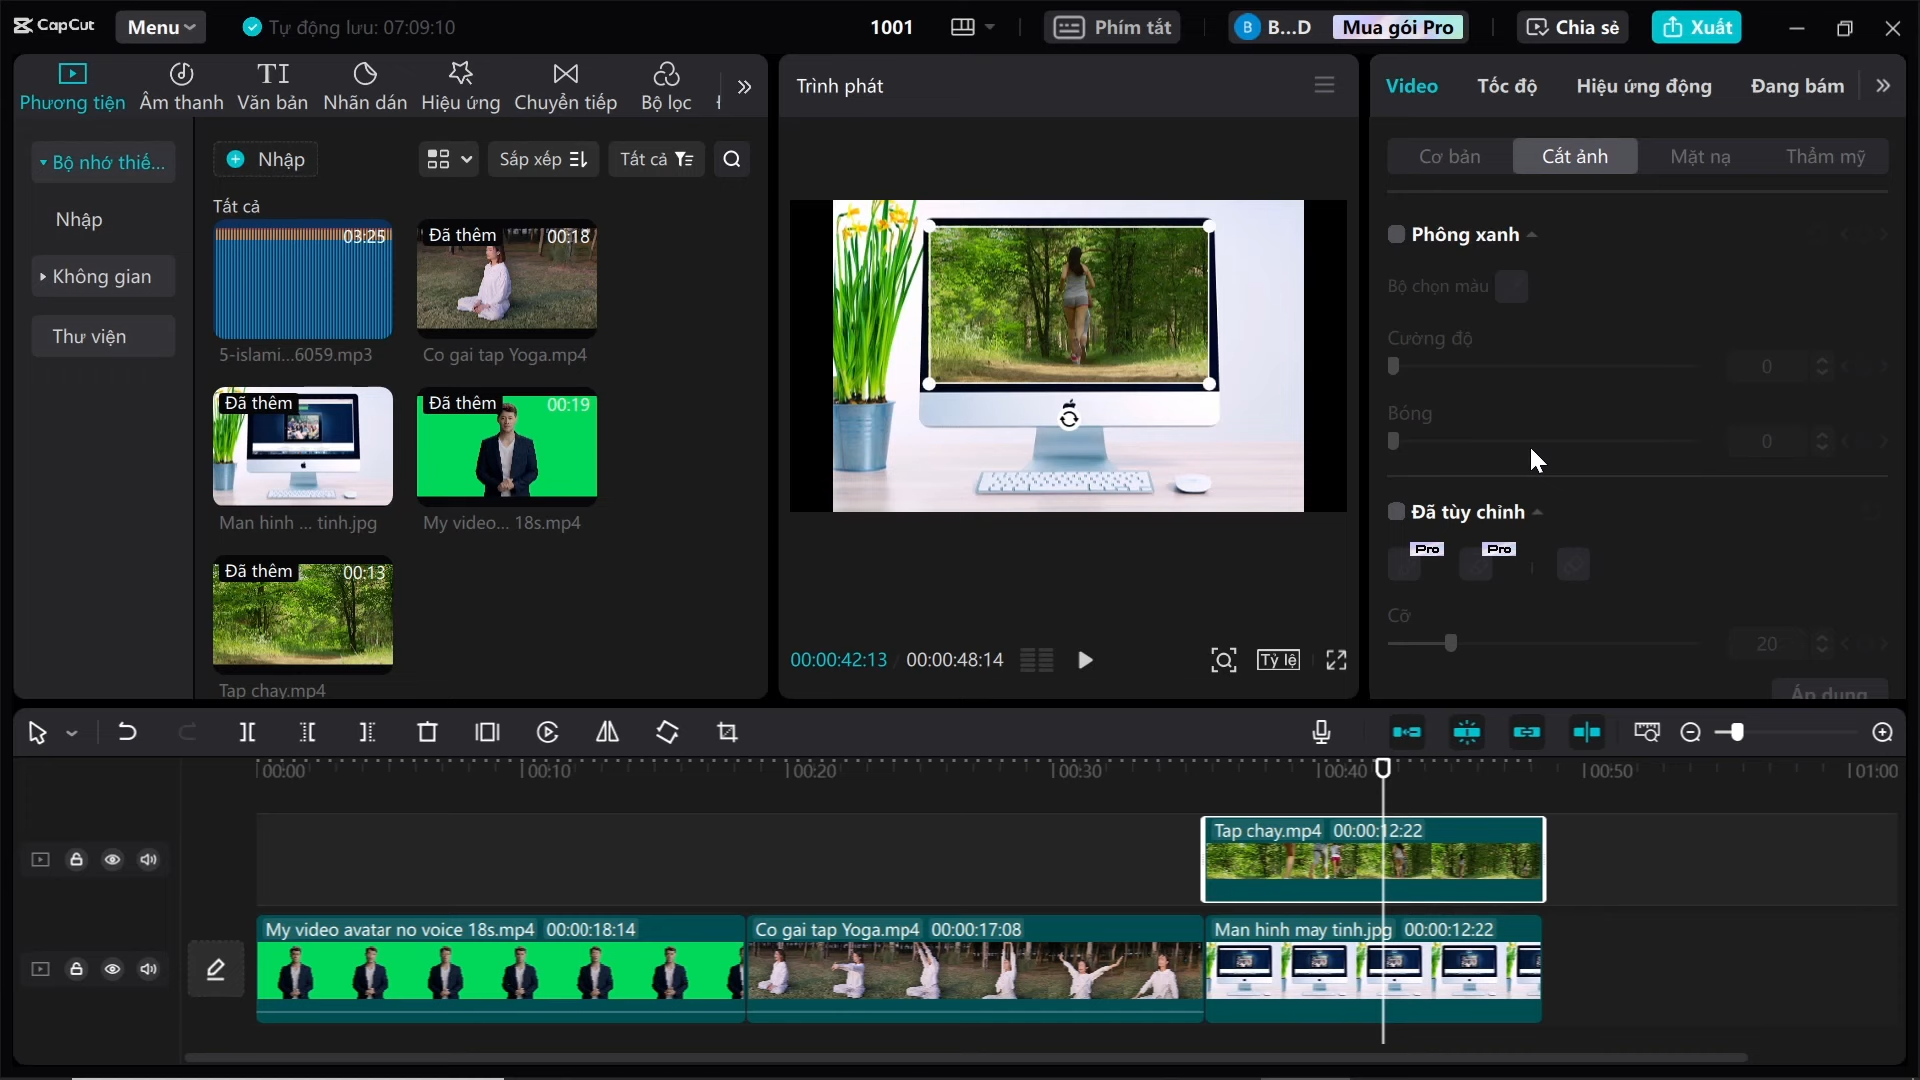 CapCut
Menu
Tự động lưu: 07:09:10
1001
Phím tắt
B
B...D
Mua gói Pro
Chia sẻ
Xuất
Phương tiện
Âm thanh
Văn bản
Nhãn dán
Hiệu ứng
Chuyển tiếp
Bộ lọc
Bộ nhớ thiế...
Nhập
Không gian
Thư viện
Nhập
Sắp xếp
Tất cả
Tất cả
03:25
5-islami...6059.mp3
Đã thêm
00:18
Co gai tap Yoga.mp4
Đã thêm
Man hinh ... tinh.jpg
Đã thêm
00:19
My video... 18s.mp4
Đã thêm
00:13
Tap chay.mp4
Trình phát
00:00:42:13
00:00:48:14
Tỷ lệ
Video
Tốc độ
Hiệu ứng động
Đang bám
Cơ bản
Cắt ảnh
Mặt nạ
Thẩm mỹ
Phông xanh
Bộ chọn màu
Cường độ
0
Bóng
0
Đã tùy chỉnh
Pro
Pro
Cỡ
20
Áp dụng
00:00
00:10
00:20
00:30
00:40
00:50
01:00
Tap chay.mp4 00:00:12:22
My video avatar no voice 18s.mp4 00:00:18:14
Co gai tap Yoga.mp4 00:00:17:08
Man hinh may tinh.jpg 00:00:12:22